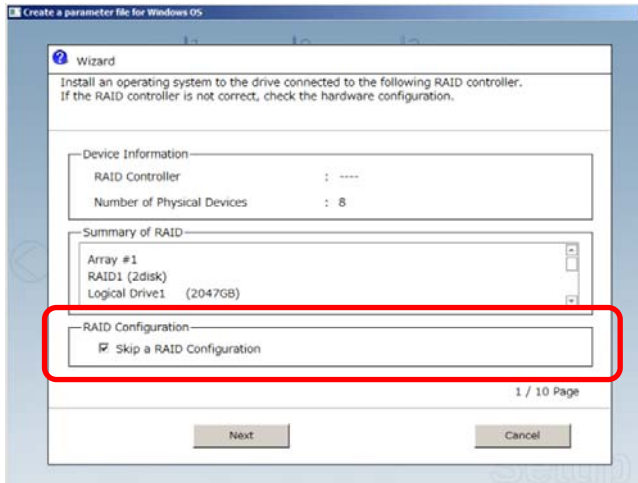 Create a parameter file for Windows OS
Wizard
Install an operating system to the drive connected to the following RAID controller.
If the RAID controller is not correct, check the hardware configuration.
Device Information
RAID Controller : ----
Number of Physical Devices : 8
Summary of RAID
Array #1
RAID1 (2disk)
Logical Drive1 (2047GB)
RAID Configuration
Skip a RAID Configuration
1 / 10 Page
Next Cancel
Setup